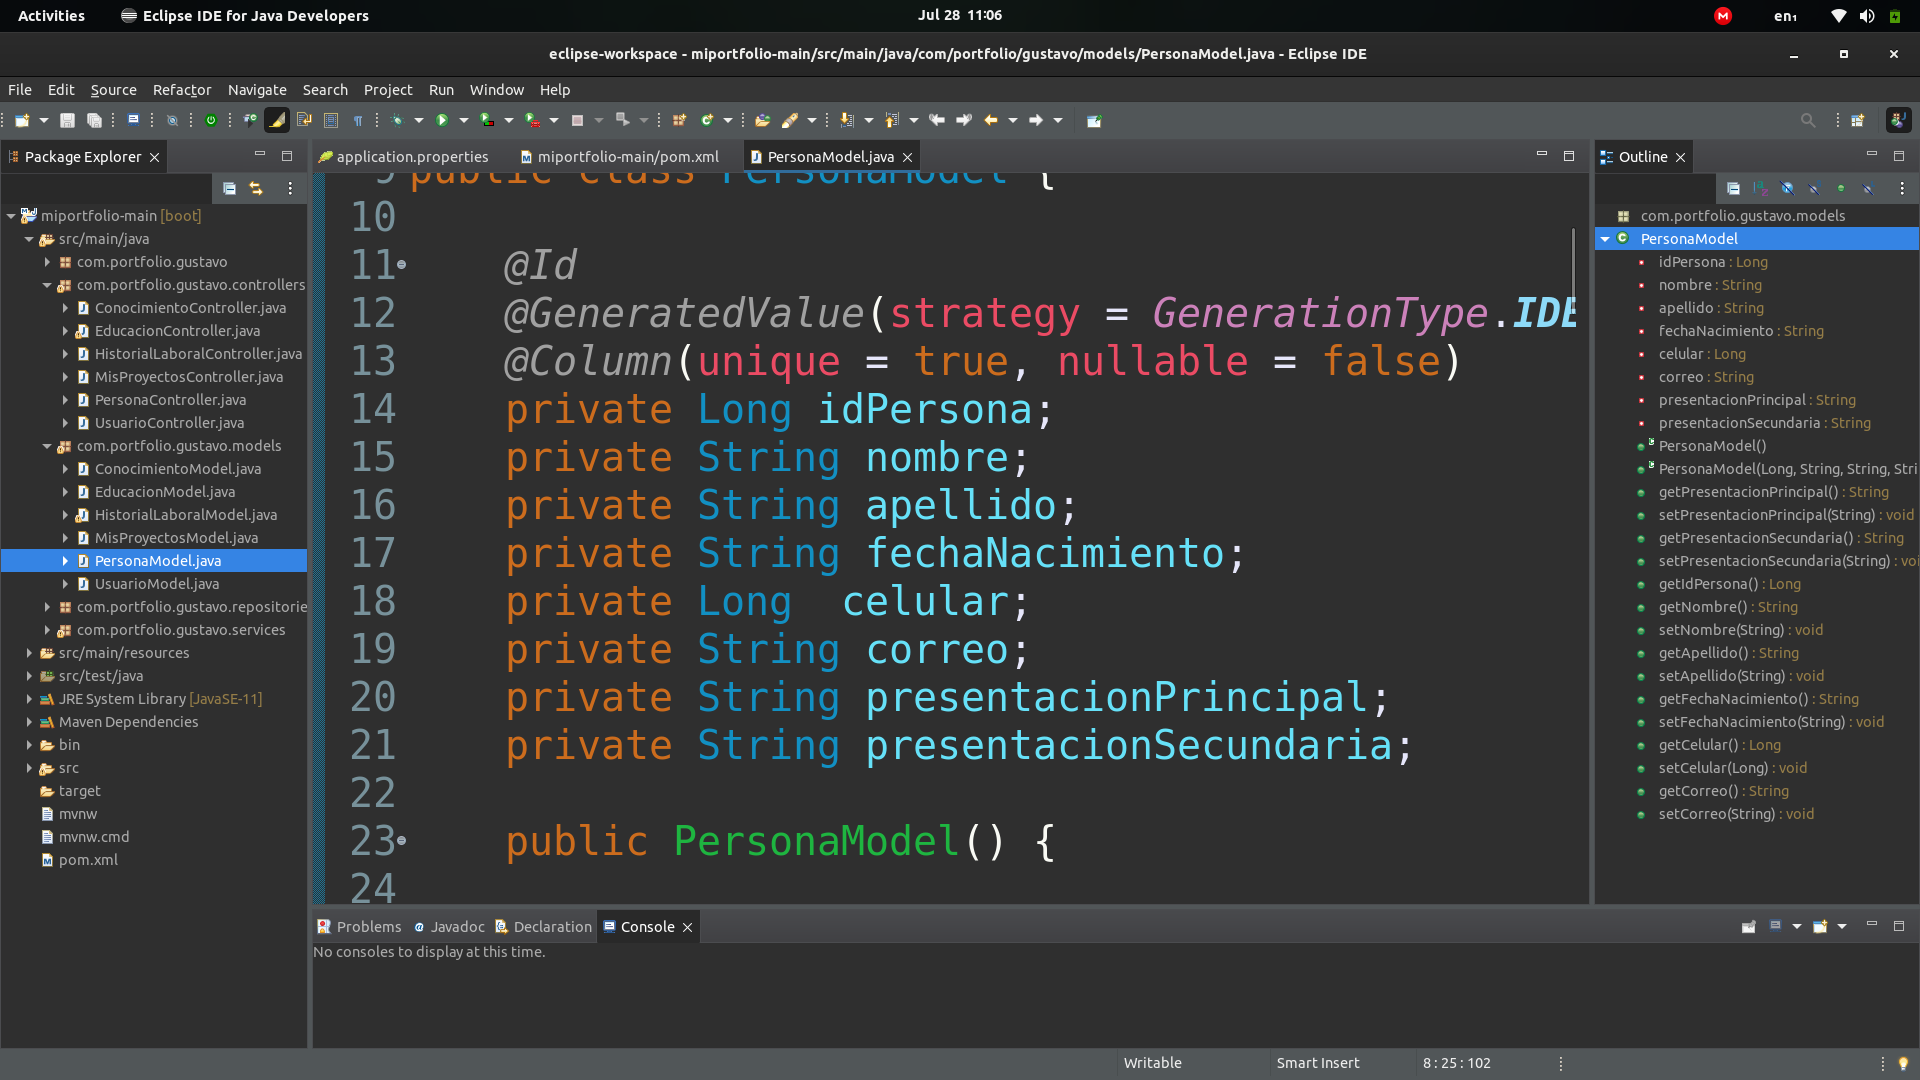 Activities
Eclipse IDE for Java Developers
Jul 28 11:06
en₁
eclipse-workspace - miportfolio-main/src/main/java/com/portfolio/gustavo/models/PersonaModel.java - Eclipse IDE
File Edit Source Refactor Navigate Search Project Run Window Help
Package Explorer
application.properties
miportfolio-main/pom.xml
PersonaModel.java
Outline
miportfolio-main [boot]
src/main/java
com.portfolio.gustavo
com.portfolio.gustavo.controllers
ConocimientoController.java
EducacionController.java
HistorialLaboralController.java
MisProyectosController.java
PersonaController.java
UsuarioController.java
com.portfolio.gustavo.models
ConocimientoModel.java
EducacionModel.java
HistorialLaboralModel.java
MisProyectosModel.java
PersonaModel.java
UsuarioModel.java
com.portfolio.gustavo.repositorie
com.portfolio.gustavo.services
src/main/resources
src/test/java
JRE System Library [JavaSE-11]
Maven Dependencies
bin
src
target
mvnw
mvnw.cmd
pom.xml
9 public class PersonaModel {
10
11 @Id
12 @GeneratedValue(strategy = GenerationType.IDE
13 @Column(unique = true, nullable = false)
14 private Long idPersona;
15 private String nombre;
16 private String apellido;
17 private String fechaNacimiento;
18 private Long  celular;
19 private String correo;
20 private String presentacionPrincipal;
21 private String presentacionSecundaria;
22
23 public PersonaModel() {
24
com.portfolio.gustavo.models
PersonaModel
idPersona : Long
nombre : String
apellido : String
fechaNacimiento : String
celular : Long
correo : String
presentacionPrincipal : String
presentacionSecundaria : String
PersonaModel()
PersonaModel(Long, String, String, Stri
getPresentacionPrincipal() : String
setPresentacionPrincipal(String) : void
getPresentacionSecundaria() : String
setPresentacionSecundaria(String) : voi
getIdPersona() : Long
getNombre() : String
setNombre(String) : void
getApellido() : String
setApellido(String) : void
getFechaNacimiento() : String
setFechaNacimiento(String) : void
getCelular() : Long
setCelular(Long) : void
getCorreo() : String
setCorreo(String) : void
Problems
Javadoc
Declaration
Console
No consoles to display at this time.
Writable
Smart Insert
8 : 25 : 102